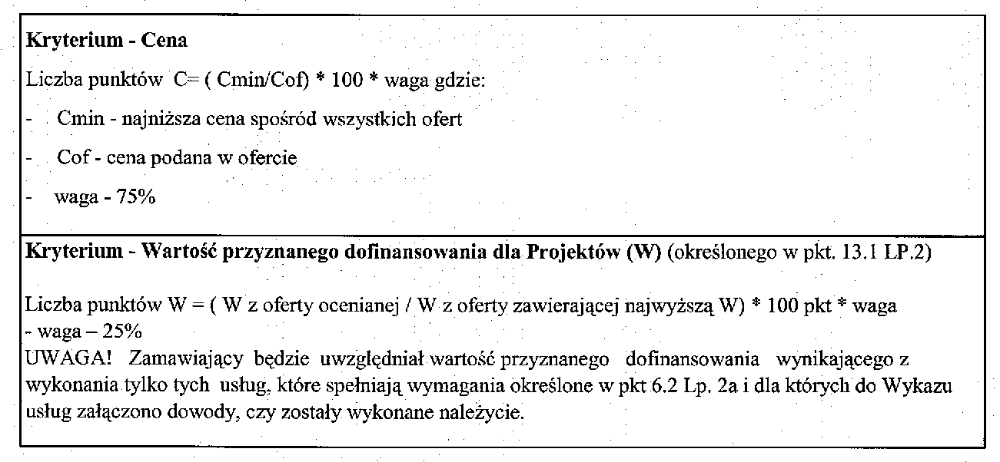 Kryterium - Cena
Liczba punktów C= ( Cmin/Cof) * 100 * waga gdzie:
- Cmin - najniższa cena spośród wszystkich ofert
- Cof - cena podana w ofercie
- waga - 75%
Kryterium - Wartość przyznanego dofinansowania dla Projektów (W) (określonego w pkt. 13.1 LP.2)
Liczba punktów W = ( W z oferty ocenianej / W z oferty zawierającej najwyższą W) * 100 pkt * waga
- waga – 25%
UWAGA! Zamawiający będzie uwzględniał wartość przyznanego dofinansowania wynikającego z
wykonania tylko tych usług, które spełniają wymagania określone w pkt 6.2 Lp. 2a i dla których do Wykazu
usług załączono dowody, czy zostały wykonane należycie.